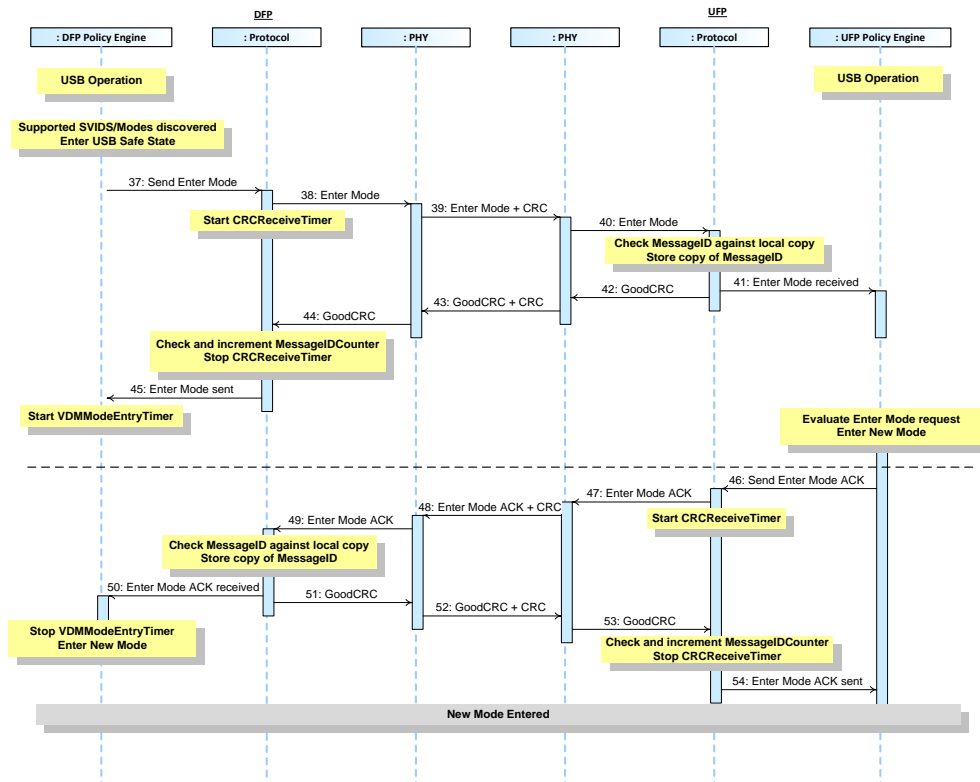 DFP
UFP
: DFP Policy Engine
: Protocol
: PHY
: PHY
: Protocol
: UFP Policy Engine
USB Operation
USB Operation
Supported SVIDS/Modes discovered
Enter USB Safe State
37: Send Enter Mode
38: Enter Mode
Start CRCReceiveTimer
39: Enter Mode + CRC
40: Enter Mode
Check MessageID against local copy
Store copy of MessageID
41: Enter Mode received
42: GoodCRC
43: GoodCRC + CRC
44: GoodCRC
Check and increment MessageIDCounter
Stop CRCReceiveTimer
45: Enter Mode sent
Start VDMModeEntryTimer
Evaluate Enter Mode request
Enter New Mode
46: Send Enter Mode ACK
47: Enter Mode ACK
Start CRCReceiveTimer
48: Enter Mode ACK + CRC
49: Enter Mode ACK
Check MessageID against local copy
Store copy of MessageID
50: Enter Mode ACK received
51: GoodCRC
52: GoodCRC + CRC
53: GoodCRC
Stop VDMModeEntryTimer
Enter New Mode
Check and increment MessageIDCounter
Stop CRCReceiveTimer
54: Enter Mode ACK sent
New Mode Entered